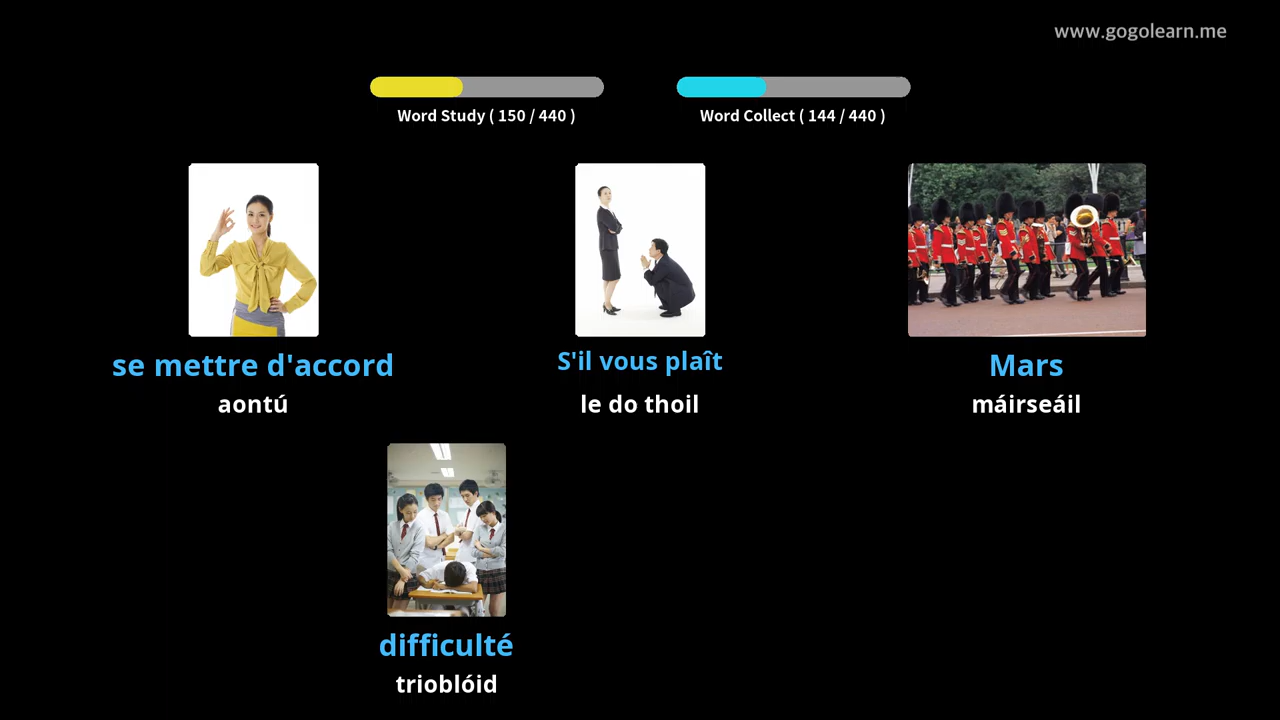 www.gogolearn.me
Word Study ( 150 / 440 )
Word Collect ( 144 / 440 )
se mettre d'accord
aontú
S'il vous plaît
le do thoil
Mars
máirseáil
difficulté
trioblóid